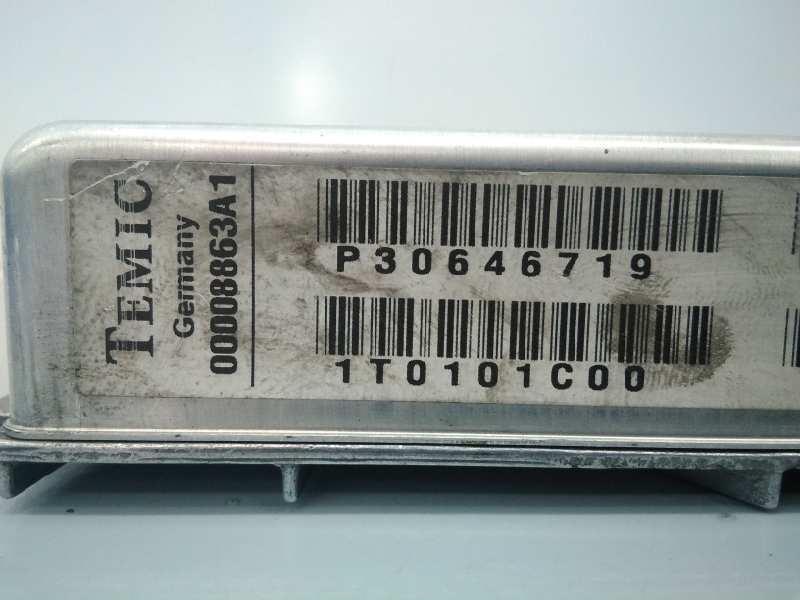 TEMIC
Germany
00008863A1
P30646719
1T0101C00